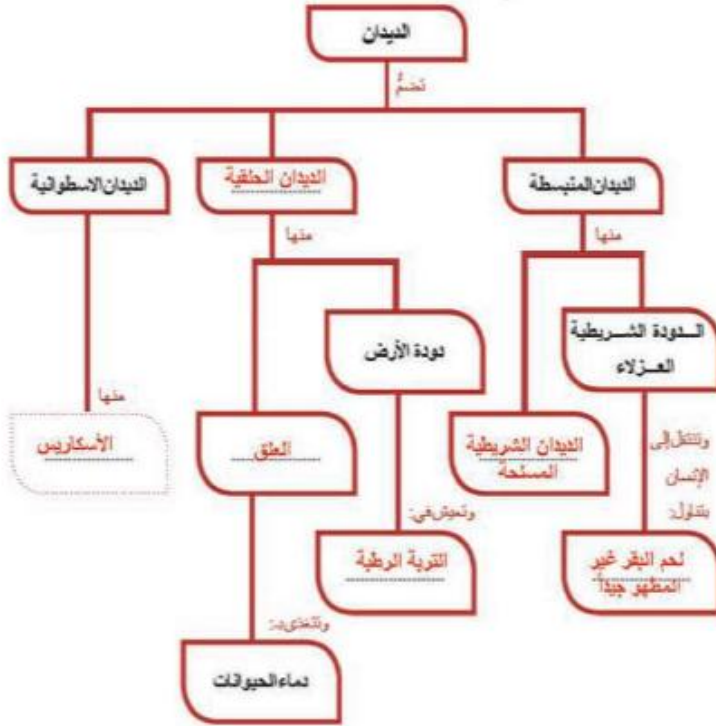 الديدان
تضمُّ
الديدان المتبسطة
الديدان الحلقية
الديدان الاسطوانية
منها
منها
الدودة الشريطية
العزلاء
دودة الأرض
منها
وتنتقل إلى
الإنسان
بتناول:
الديدان الشريطية
المسلحة
العلق
الأسكاريس
وتعيش في:
لحم البقر غير
المطهو جيداً
التربة الرطبة
وتتغذى بـ:
دماء الحيوانات